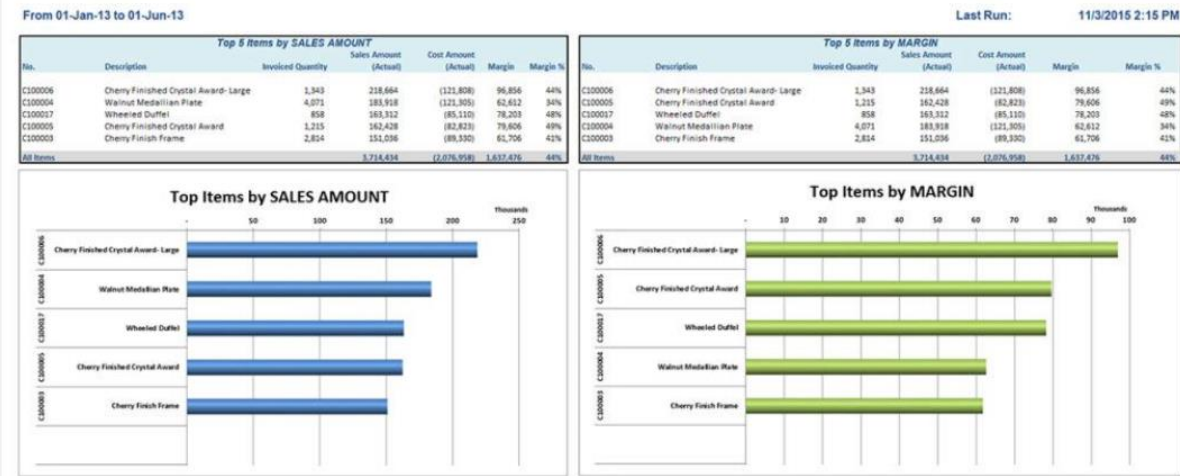 From 01-Jan-13 to 01-Jun-13
Last Run: 11/3/2015 2:15 PM
Top 5 Items by SALES AMOUNT
Sales Amount Cost Amount
No. Description Invoiced Quantity (Actual) (Actual) Margin Margin %
C100006 Cherry Finished Crystal Award- Large 1,343 218,664 (121,808) 96,856 44%
C100004 Walnut Medallian Plate 4,071 183,918 (121,305) 62,612 34%
C100017 Wheeled Duffel 858 163,312 (85,110) 78,203 48%
C100005 Cherry Finished Crystal Award 1,215 162,428 (82,823) 79,606 49%
C100003 Cherry Finish Frame 2,814 151,036 (89,330) 61,706 41%
All Items 3,714,434 (2,076,958) 1,637,476 44%
Top 5 Items by MARGIN
Sales Amount Cost Amount
No. Description Invoiced Quantity (Actual) (Actual) Margin Margin %
C100006 Cherry Finished Crystal Award- Large 1,343 218,664 (121,808) 96,856 44%
C100005 Cherry Finished Crystal Award 1,215 162,428 (82,823) 79,606 49%
C100017 Wheeled Duffel 858 163,312 (85,110) 78,203 48%
C100004 Walnut Medallian Plate 4,071 183,918 (121,305) 62,612 34%
C100003 Cherry Finish Frame 2,814 151,036 (89,330) 61,706 41%
All Items 3,714,434 (2,076,958) 1,637,476 44%
Top Items by SALES AMOUNT
Thousands
- 50 100 150 200 250
C100006 Cherry Finished Crystal Award- Large
C100004 Walnut Medallian Plate
C100017 Wheeled Duffel
C100005 Cherry Finished Crystal Award
C100003 Cherry Finish Frame
Top Items by MARGIN
Thousands
- 10 20 30 40 50 60 70 80 90 100
C100006 Cherry Finished Crystal Award- Large
C100005 Cherry Finished Crystal Award
C100017 Wheeled Duffel
C100004 Walnut Medallian Plate
C100003 Cherry Finish Frame